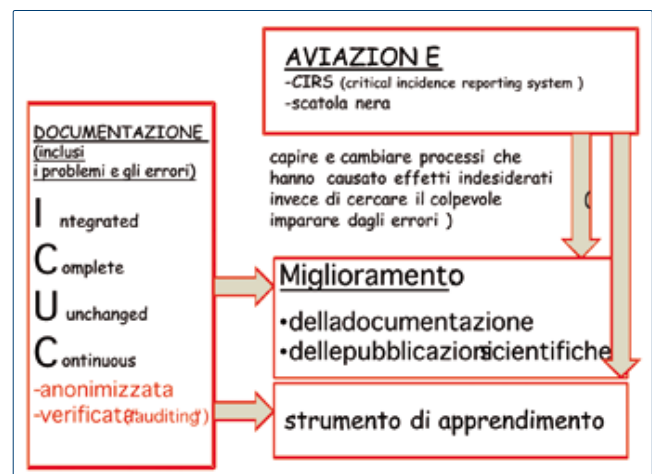 AVIAZION E
-CIRS (critical incidence reporting system )
-scatola nera
DOCUMENTAZIONE
(inclusi
i problemi e gli errori)
I ntegrated
C omplete
U unchanged
C ontinuous
-anonimizzata
-verificata("auditing")
capire e cambiare processi che
hanno causato effetti indesiderati
invece di cercare il colpevole (
imparare dagli errori )
Miglioramento
•delladocumentazione
•dellepubblicazioniscientifiche
strumento di apprendimento